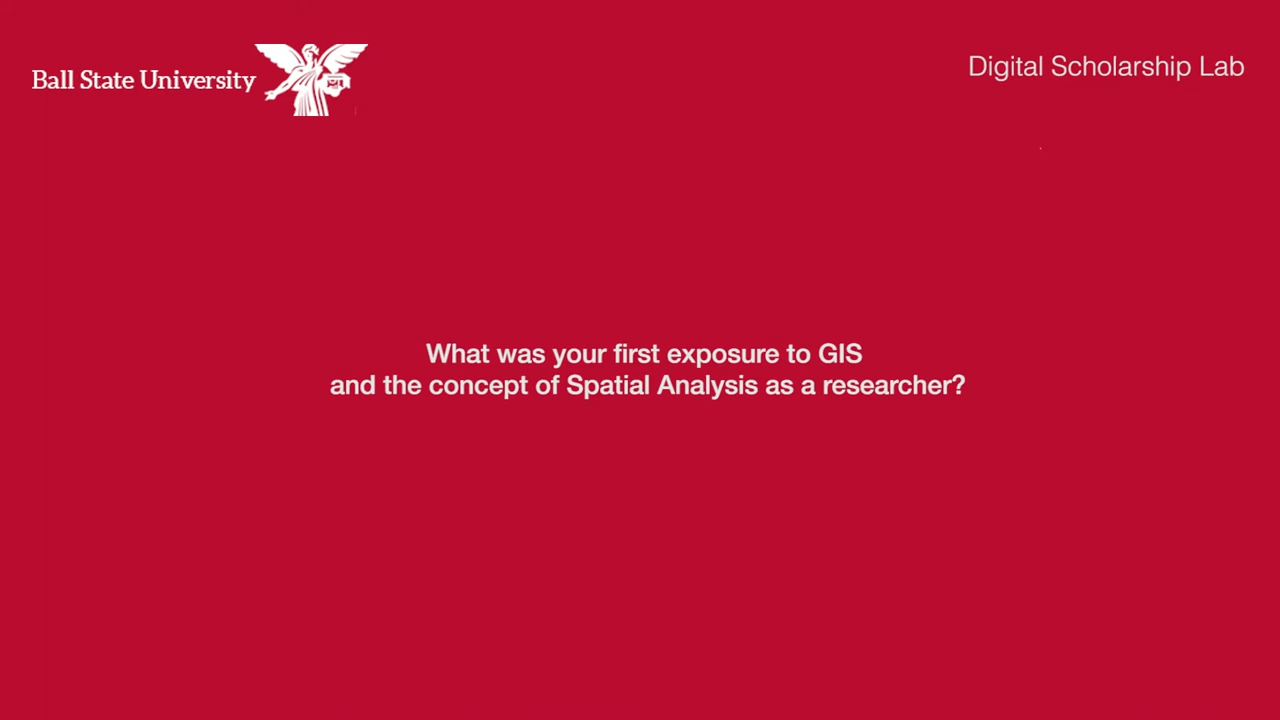 Ball State University
Digital Scholarship Lab
What was your first exposure to GIS
and the concept of Spatial Analysis as a researcher?